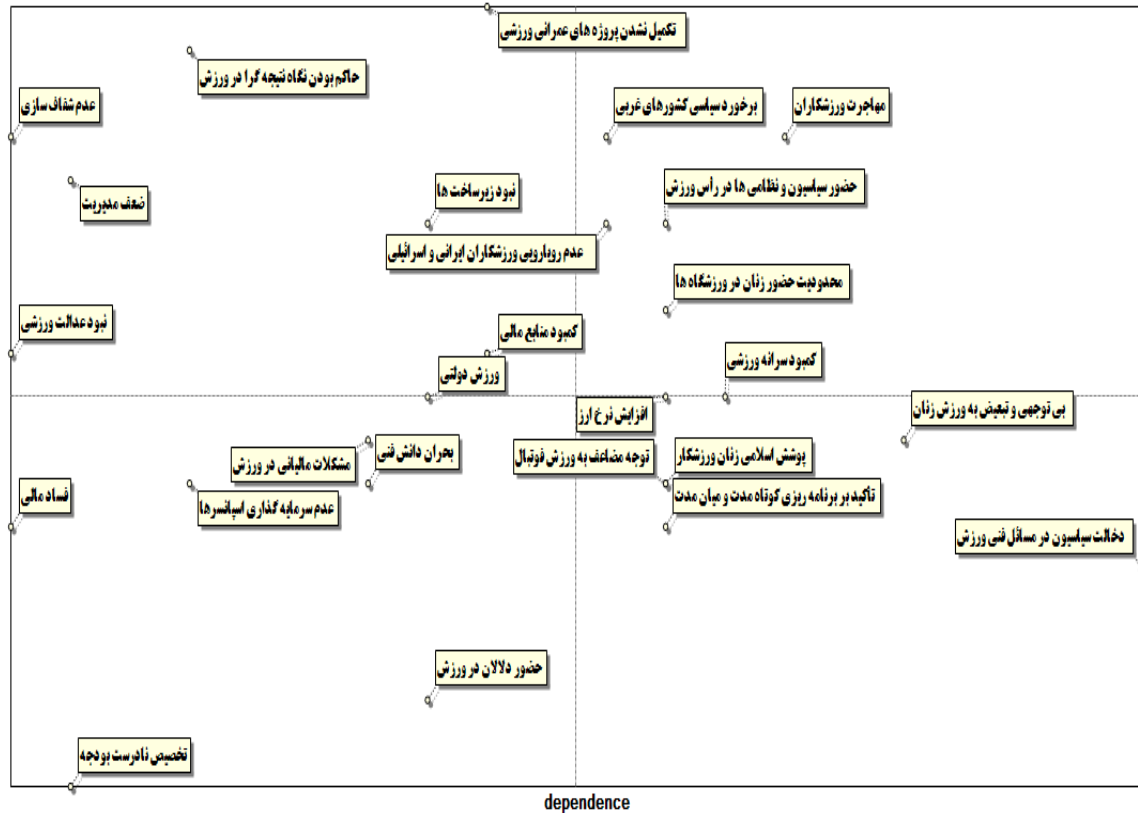 تکمیل نشدن پروژه های عمرانی ورزشی
حاکم بودن نگاه نتیجه گرا در ورزش
عدم شفاف سازی
برخورد سیاسی کشورهای غربی
مهاجرت ورزشکاران
ضعف مدیریت
نبود زیرساخت ها
حضور سیاسیون و نظامی ها در رأس ورزش
عدم رویارویی ورزشکاران ایرانی و اسرائیلی
محدودیت حضور زنان در ورزشگاه ها
نبود عدالت ورزشی
کمبود منابع مالی
ورزش دولتی
کمبود سرانه ورزشی
افزایش نرخ ارز
بی توجهی و تبعیض به ورزش زنان
مشکلات مالیاتی در ورزش
بحران دانش فنی
توجه مضاعف به ورزش فوتبال
پوشش اسلامی زنان ورزشکار
فساد مالی
عدم سرمایه گذاری اسپانسرها
تأکید بر برنامه ریزی کوتاه مدت و میان مدت
دخالت سیاسیون در مسائل فنی ورزش
حضور دلالان در ورزش
تخصیص نادرست بودجه
dependence